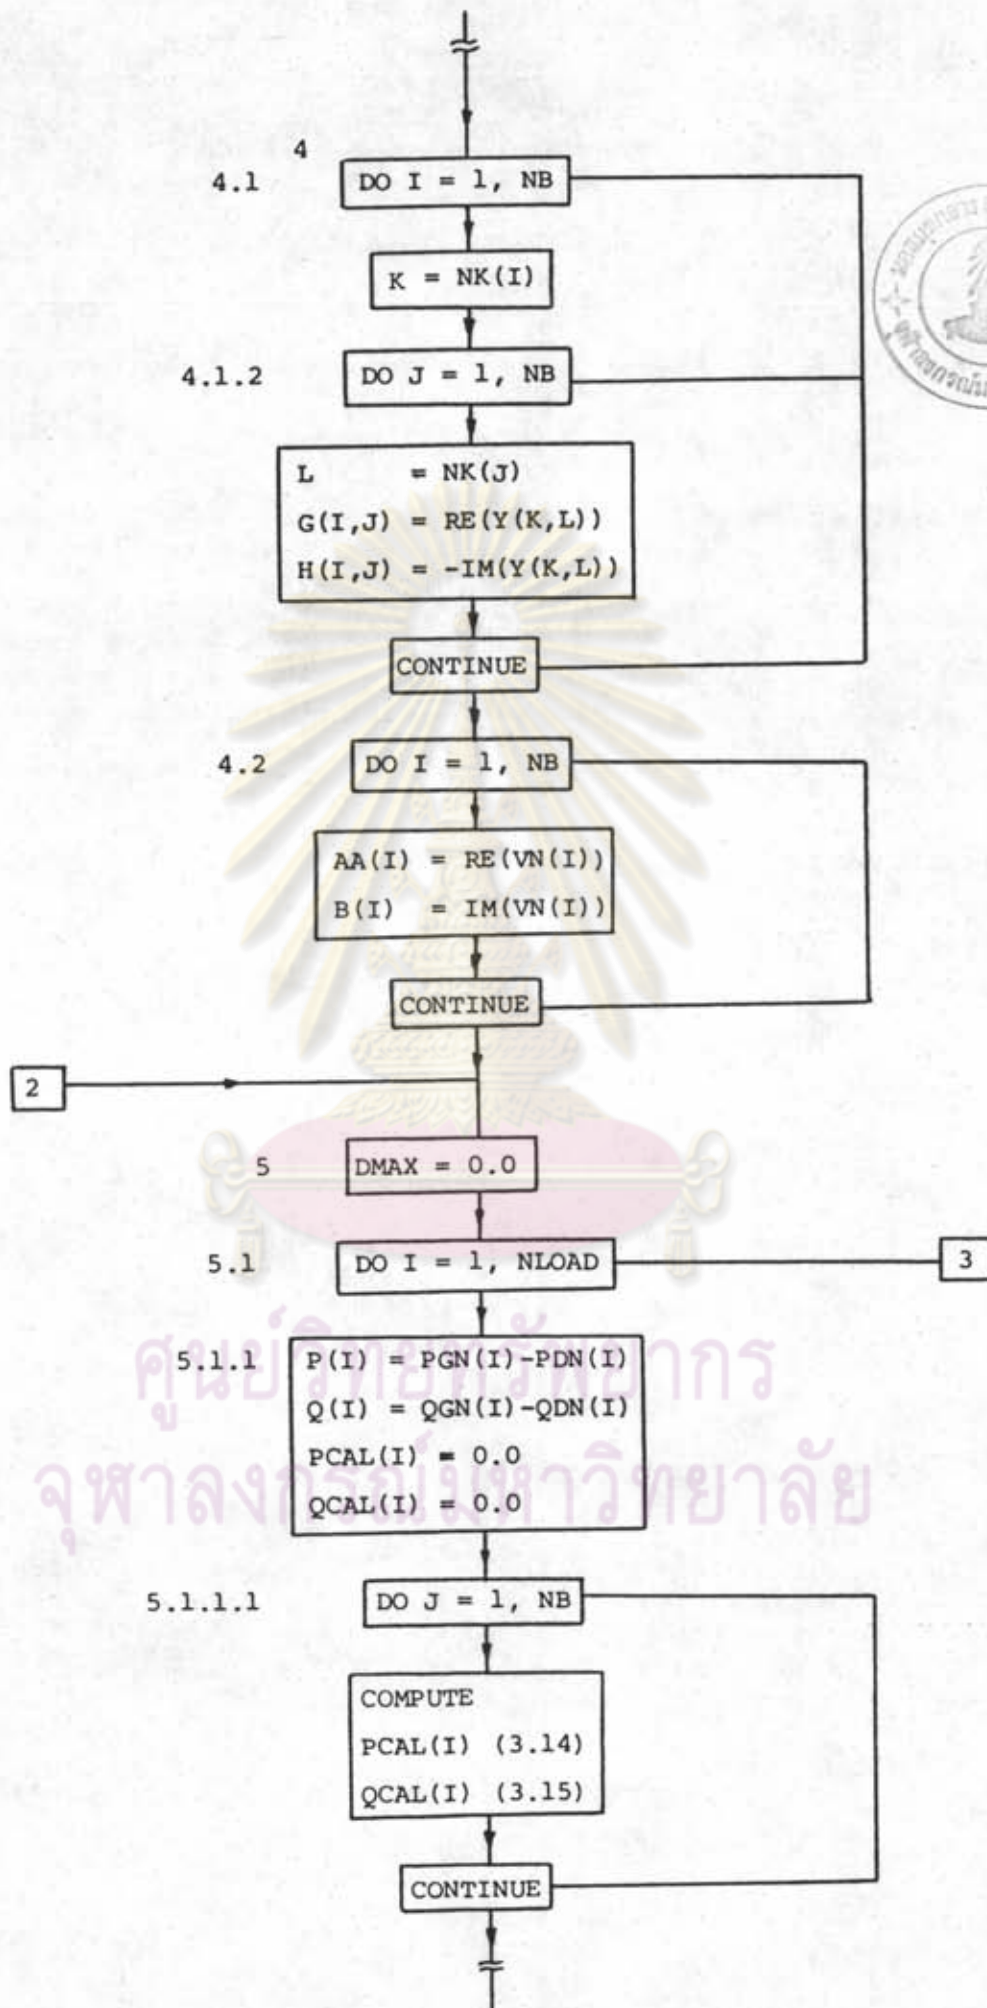 4
4.1 DO I = 1, NB
K = NK(I)
4.1.2 DO J = 1, NB
L = NK(J)
G(I,J) = RE(Y(K,L))
H(I,J) = -IM(Y(K,L))
CONTINUE
4.2 DO I = 1, NB
AA(I) = RE(VN(I))
B(I) = IM(VN(I))
CONTINUE
2
5 DMAX = 0.0
5.1 DO I = 1, NLOAD 3
5.1.1 P(I) = PGN(I)-PDN(I)
Q(I) = QGN(I)-QDN(I)
PCAL(I) = 0.0
QCAL(I) = 0.0
5.1.1.1 DO J = 1, NB
COMPUTE
PCAL(I) (3.14)
QCAL(I) (3.15)
CONTINUE
ศูนย์วิทยทรัพยากร
จุฬาลงกรณ์มหาวิทยาลัย